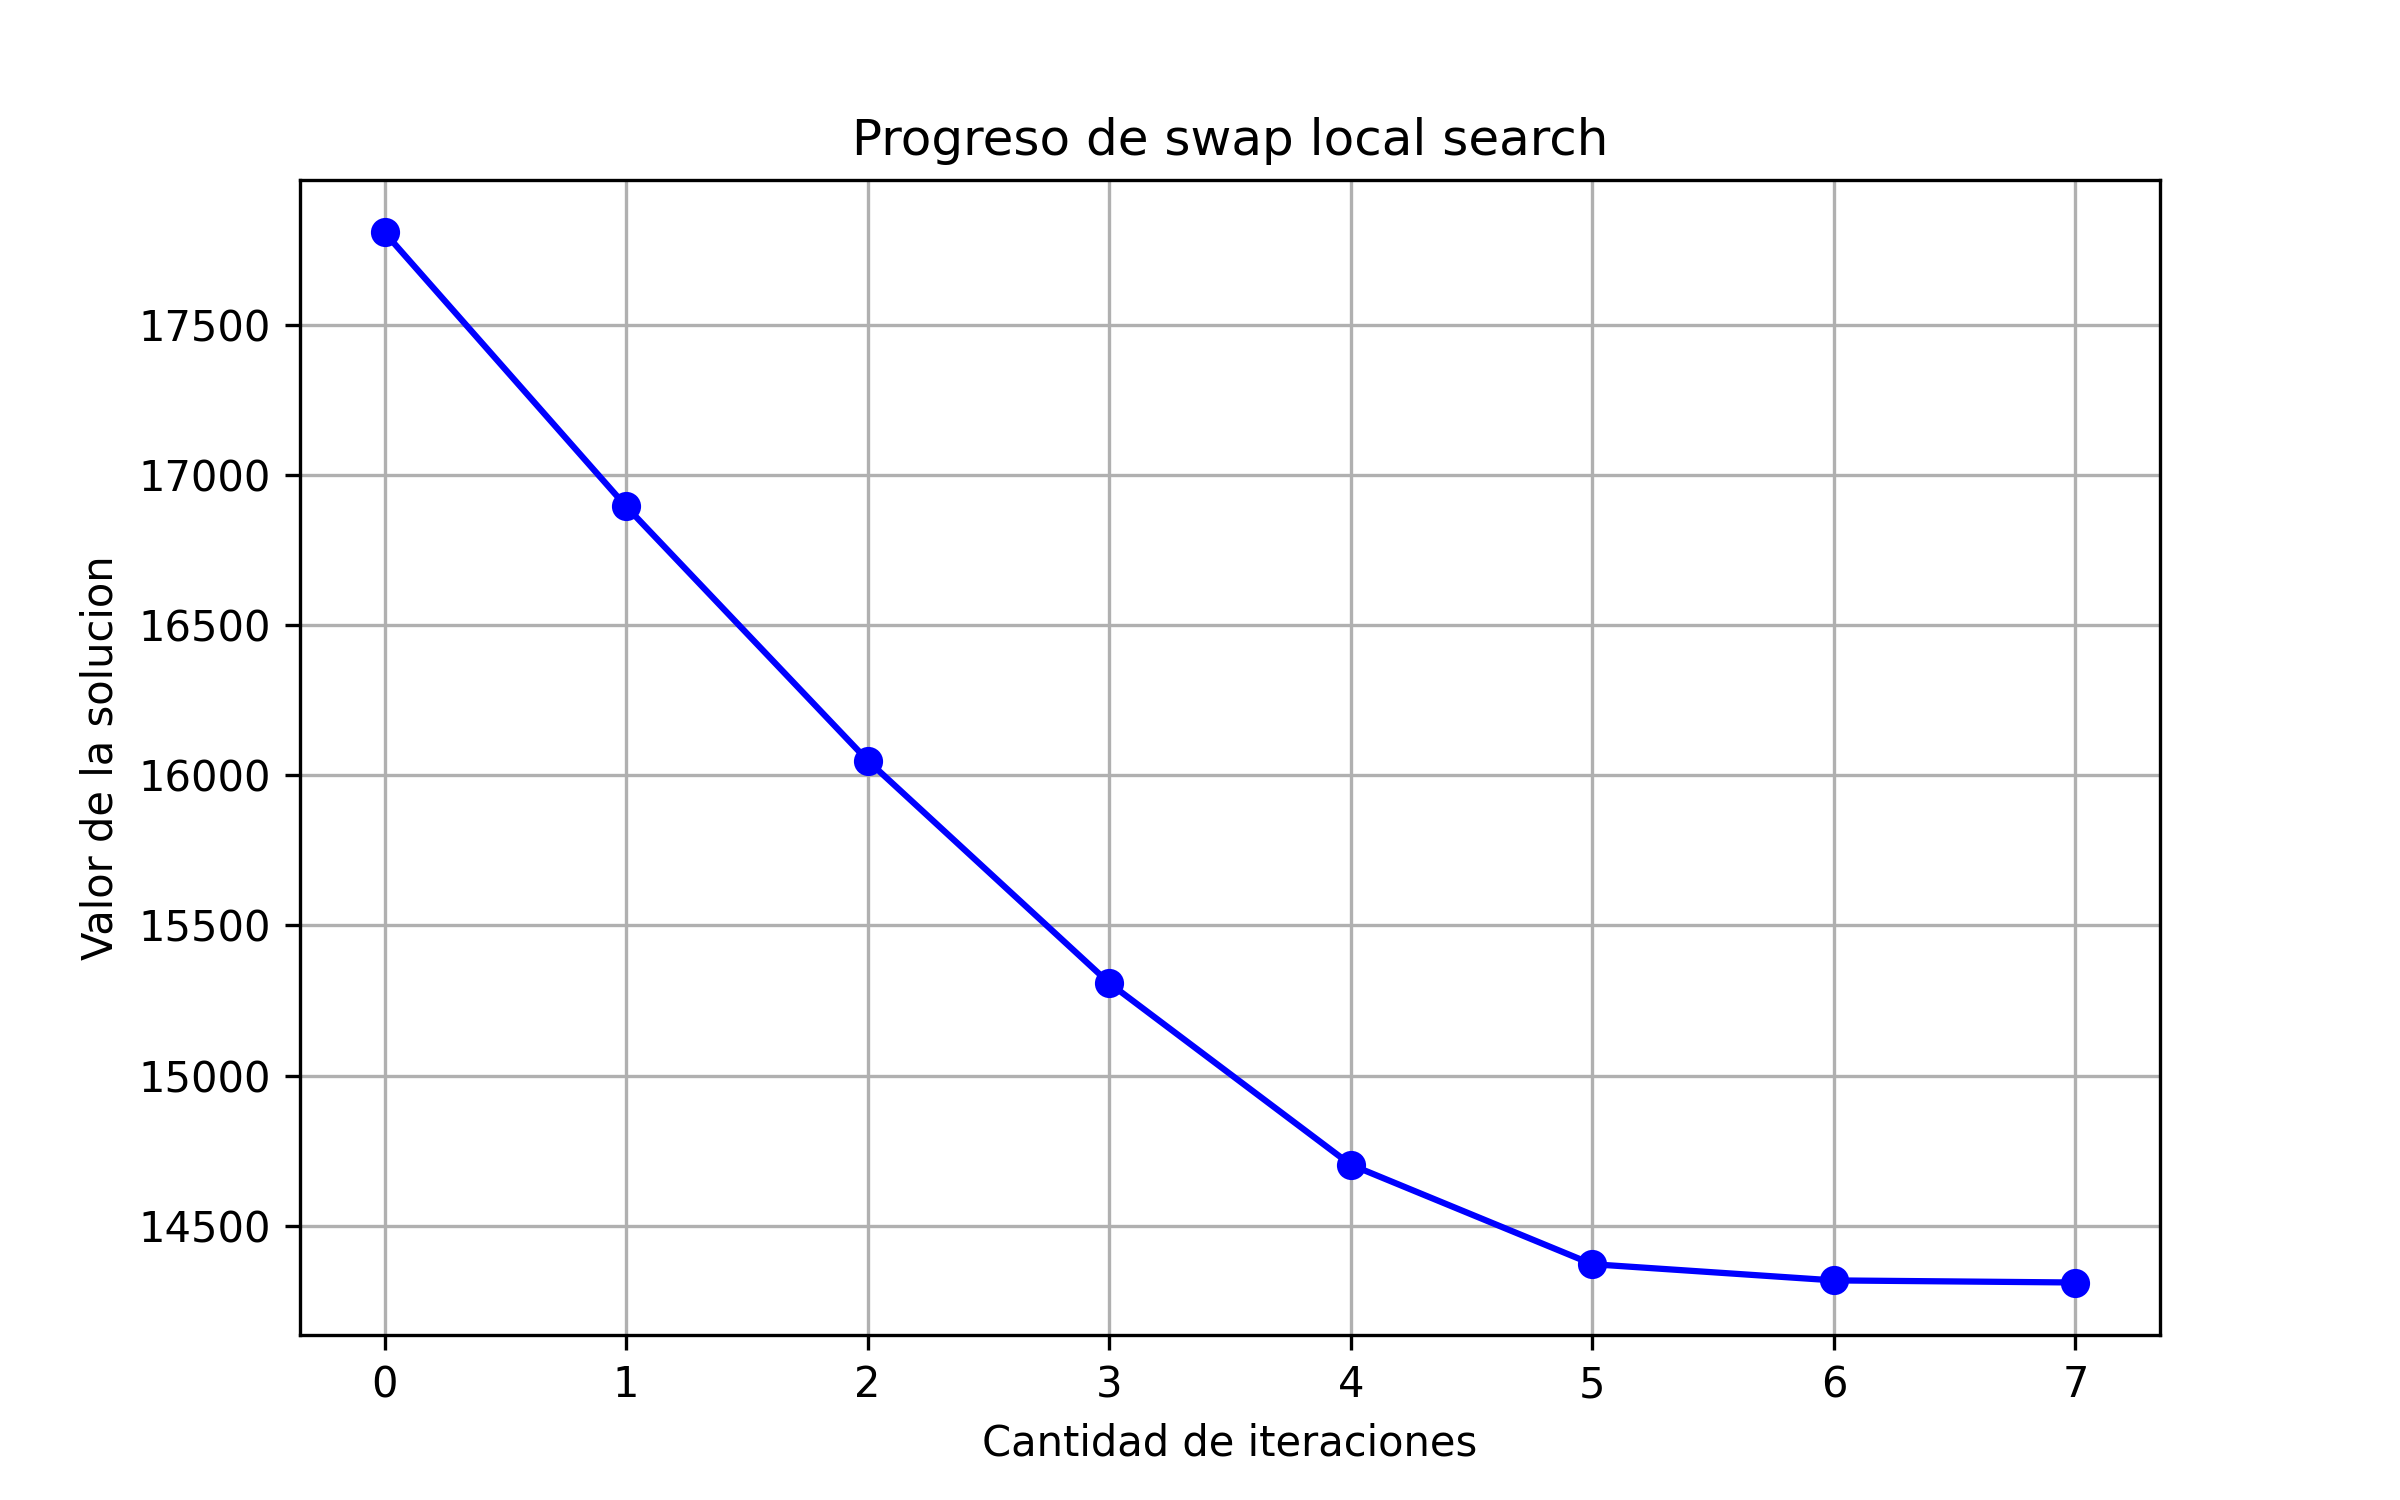 Progreso de swap local search
Valor de la solucion
17500
17000
16500
16000
15500
15000
14500
0 1 2 3 4 5 6 7
Cantidad de iteraciones